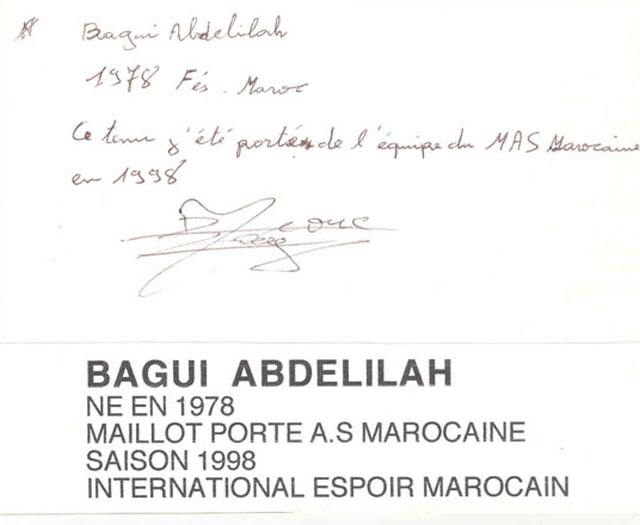 Bagui Abdelilah
1978 Fés. Maroc
Ce tenu j'été porté de l'équipe du MAS Marocaine
en 1998
BAGUI ABDELILAH
NE EN 1978
MAILLOT PORTE A.S MAROCAINE
SAISON 1998
INTERNATIONAL ESPOIR MAROCAIN